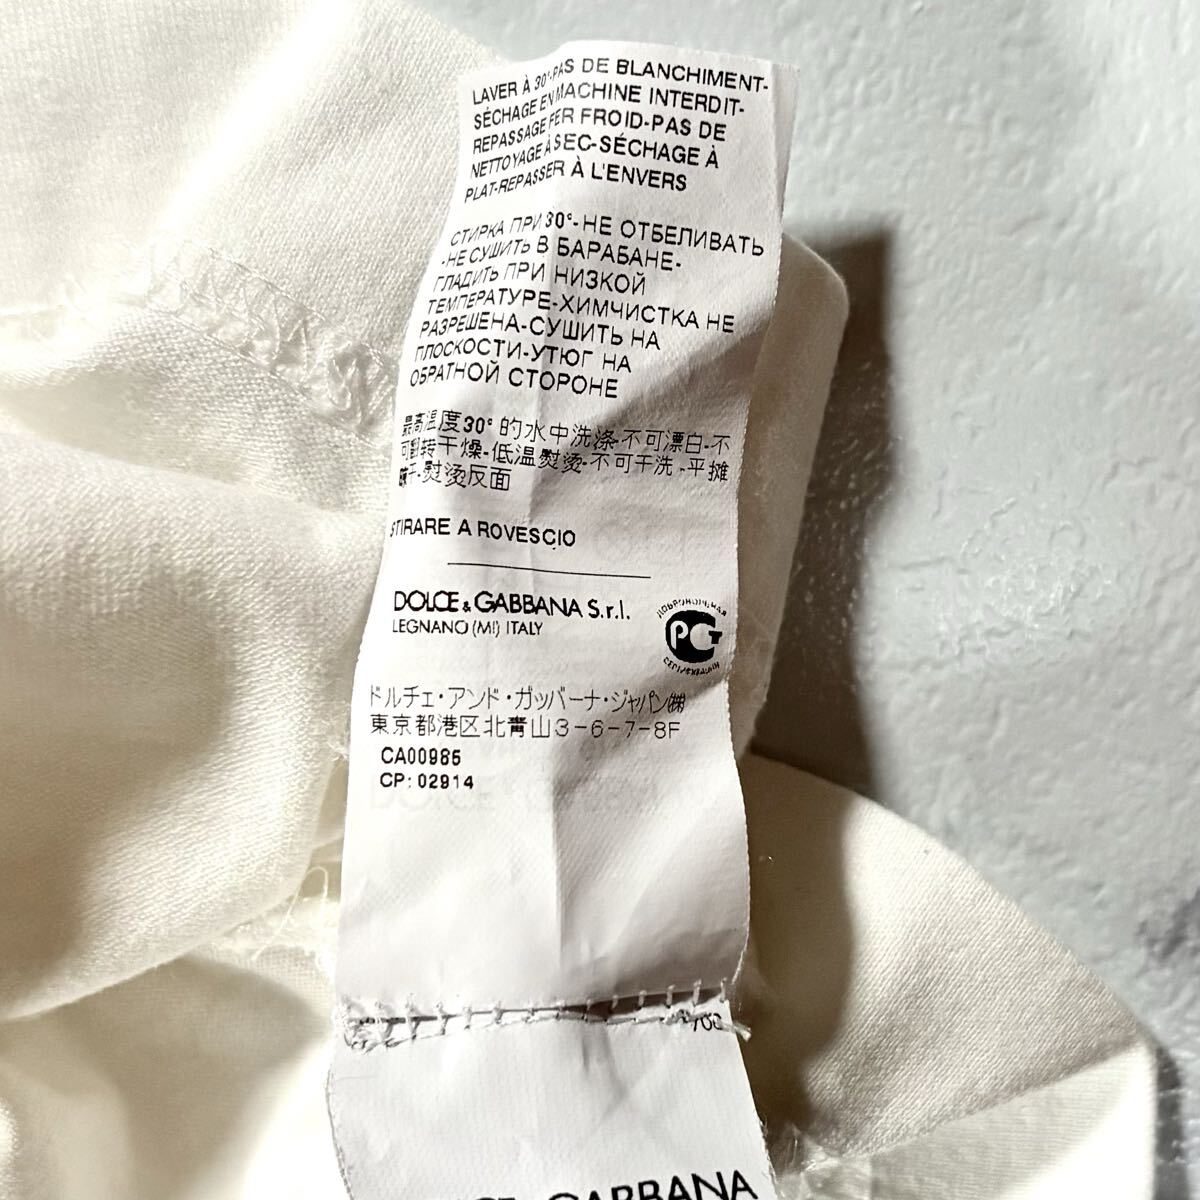 LAVER À 30°-PAS DE BLANCHIMENT-
SÉCHAGE EN MACHINE INTERDIT-
REPASSAGE FER FROID-PAS DE
NETTOYAGE À SEC-SÉCHAGE À
PLAT-REPASSER À L'ENVERS
СТИРКА ПРИ 30°-НЕ ОТБЕЛИВАТЬ
-НЕ СУШИТЬ В БАРАБАНЕ-
ГЛАДИТЬ ПРИ НИЗКОЙ
ТЕМПЕРАТУРЕ-ХИМЧИСТКА НЕ
РАЗРЕШЕНА-СУШИТЬ НА
ПЛОСКОСТИ-УТЮГ НА
ОБРАТНОЙ СТОРОНЕ
最高温度30°的水中洗涤-不可漂白-不
可翻转干燥-低温熨烫-不可干洗-平摊
晾干-熨烫反面
STIRARE A ROVESCIO
DOLCE & GABBANA S.r.l.
LEGNANO (MI) ITALY
ДОБРОВОЛЬНАЯ
РСТ
СЕРТИФИКАЦИЯ
ドルチェ・アンド・ガッバーナ・ジャパン㈱
東京都港区北青山3-6-7-8F
CA00985
CP: 02914
GABBANA